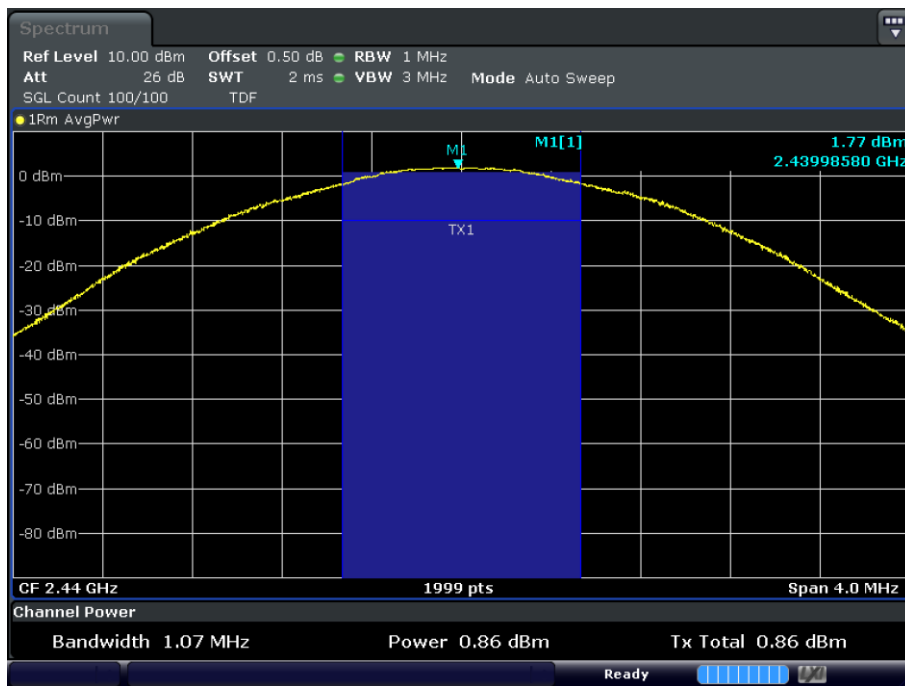 Spectrum
Ref Level 10.00 dBm Offset 0.50 dB RBW 1 MHz
Att 26 dB SWT 2 ms VBW 3 MHz Mode Auto Sweep
SGL Count 100/100 TDF
1Rm AvgPwr
M1[1] 1.77 dBm
2.43998580 GHz
M1
0 dBm
-10 dBm
TX1
-20 dBm
-30 dBm
-40 dBm
-50 dBm
-60 dBm
-70 dBm
-80 dBm
CF 2.44 GHz 1999 pts Span 4.0 MHz
Channel Power
Bandwidth 1.07 MHz Power 0.86 dBm Tx Total 0.86 dBm
Ready